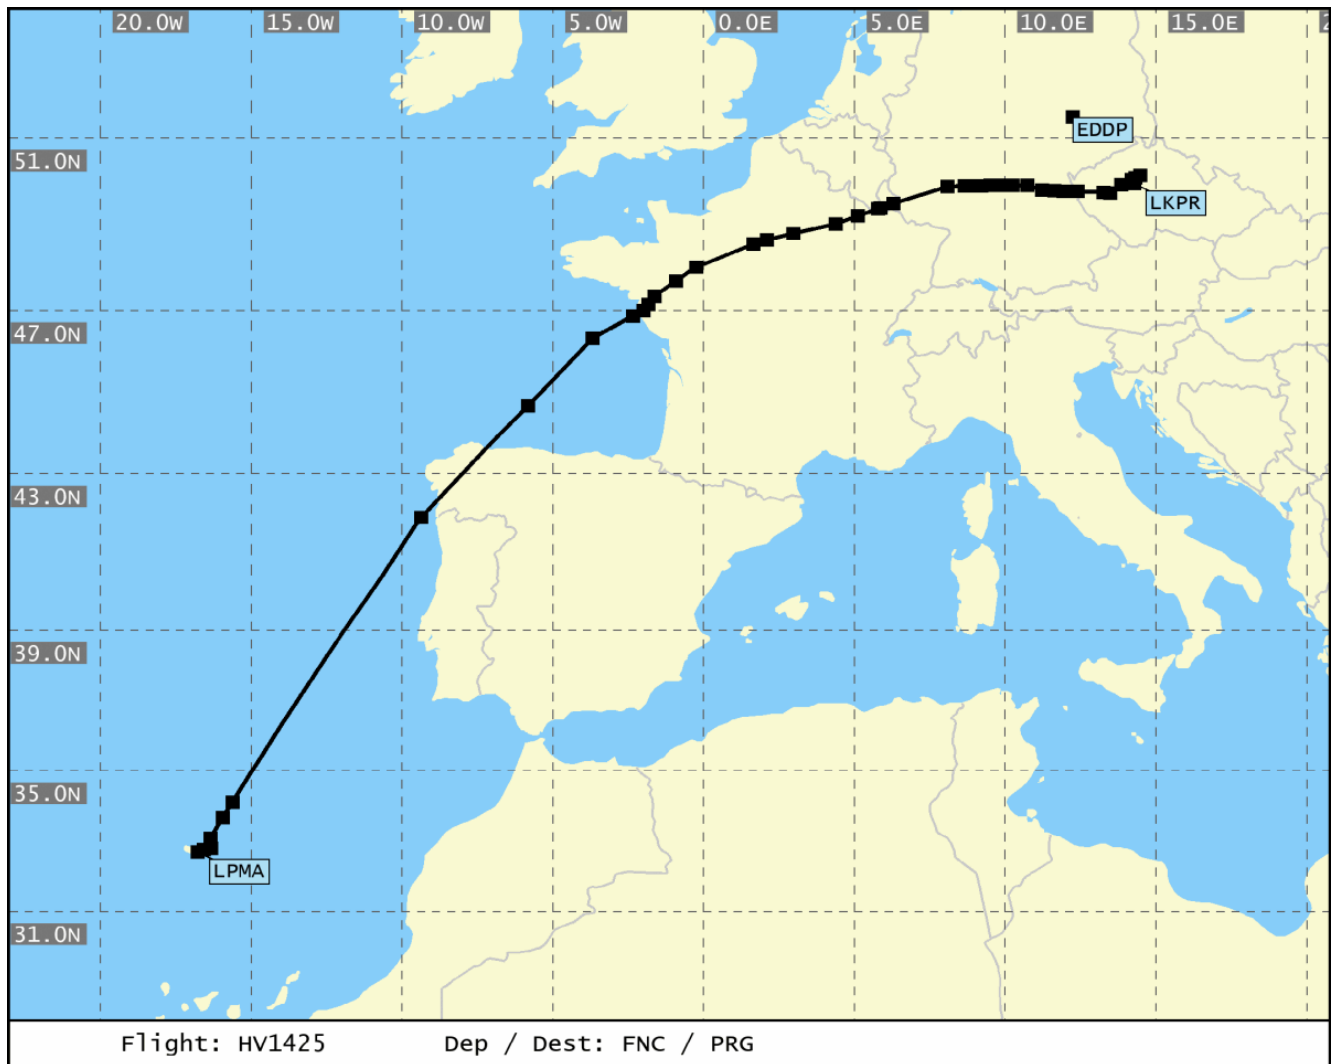 20.0W 15.0W 10.0W 5.0W 0.0E 5.0E 10.0E 15.0E
EDDP
51.0N
LKPR
47.0N
43.0N
39.0N
35.0N
LPMA
31.0N
Flight: HV1425 Dep / Dest: FNC / PRG